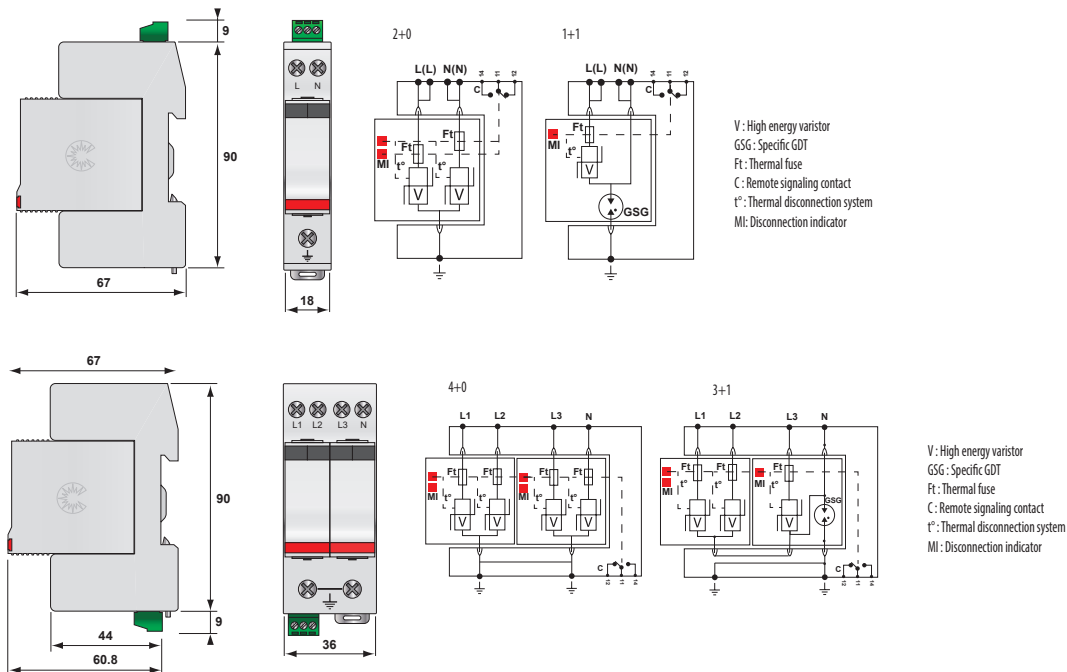 9
90
67
L N
18
2+0
L(L) N(N)
14 11 12
C
Ft
Ft
MI
t° t°
V V
1+1
L(L) N(N)
14 11 12
C
Ft
MI
t°
V
GSG
V : High energy varistor
GSG : Specific GDT
Ft : Thermal fuse
C : Remote signaling contact
t° : Thermal disconnection system
MI: Disconnection indicator
67
90
9
44
60.8
L1 L2 L3 N
36
4+0
L1 L2 L3 N
Ft Ft Ft Ft
MI t° t° MI t° t°
V V V V
C
12 11 14
3+1
L1 L2 L3 N
Ft Ft Ft
MI t° t° MI t°
GSG
V V V
C
12 11 14
V : High energy varistor
GSG : Specific GDT
Ft : Thermal fuse
C : Remote signaling contact
t° : Thermal disconnection system
MI : Disconnection indicator